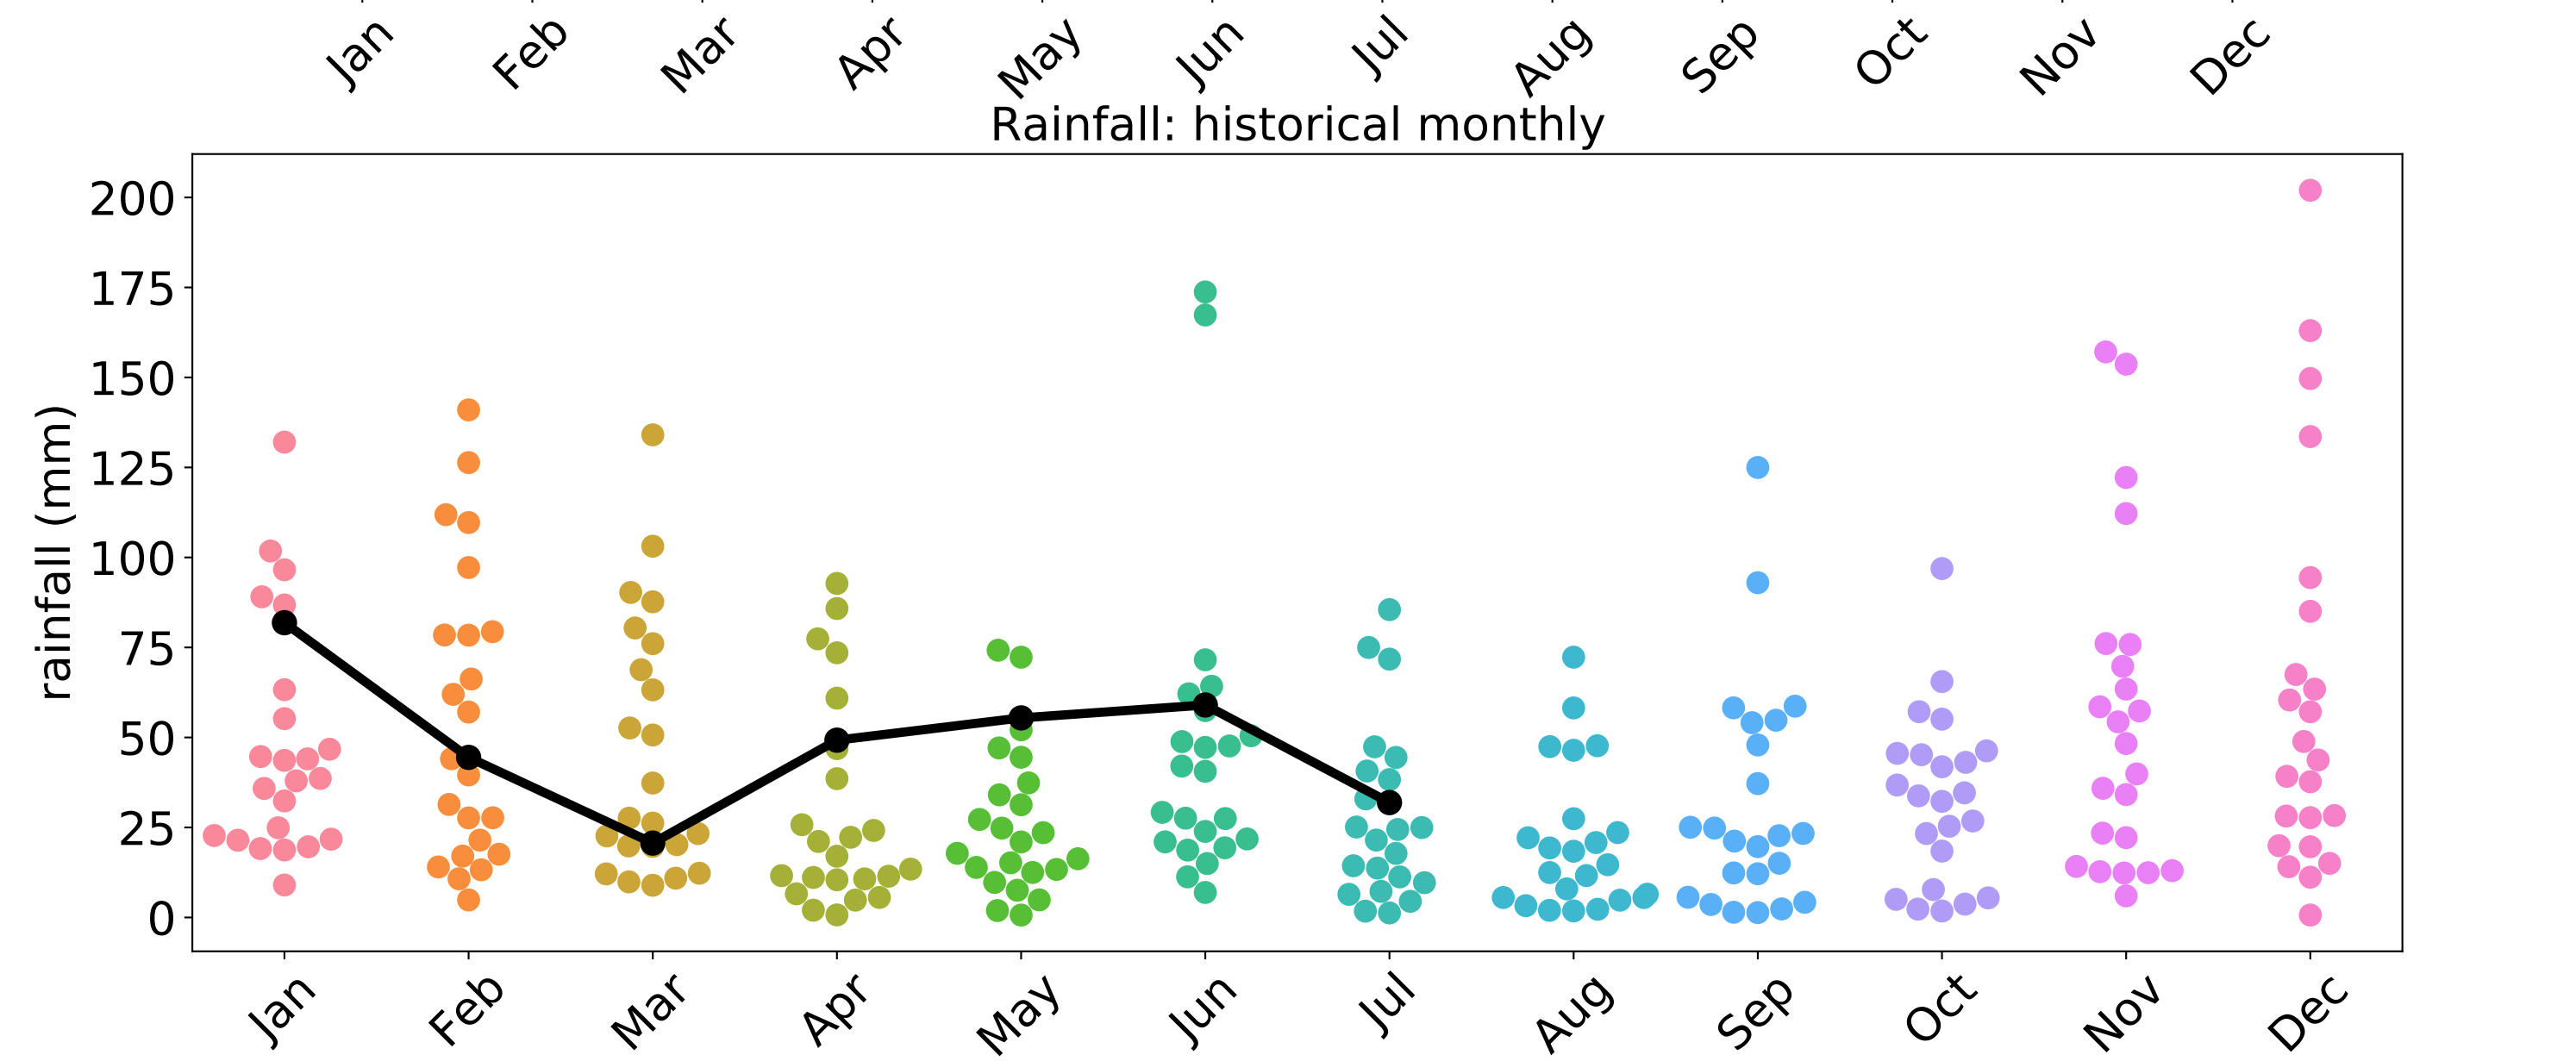 Jan Feb Mar Apr May Jun Jul Aug Sep Oct Nov Dec
Rainfall: historical monthly
rainfall (mm)
200
175
150
125
100
75
50
25
0
Jan Feb Mar Apr May Jun Jul Aug Sep Oct Nov Dec